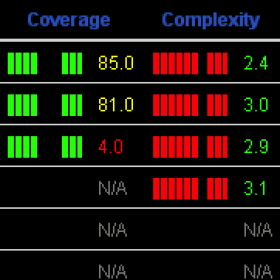 Coverage Complexity
85.0 2.4
81.0 3.0
4.0 2.9
N/A 3.1
N/A N/A
N/A N/A